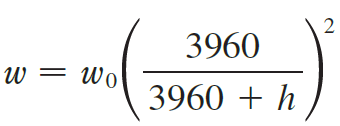 w = w₀(3960 / (3960 + h))²